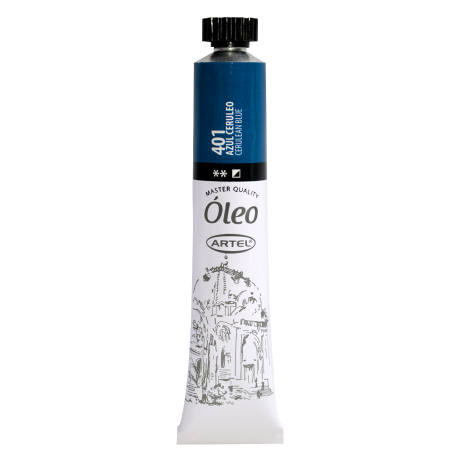 401
AZUL CERULEO
CERULEAN BLUE
**
MASTER QUALITY
Óleo
ARTEL®